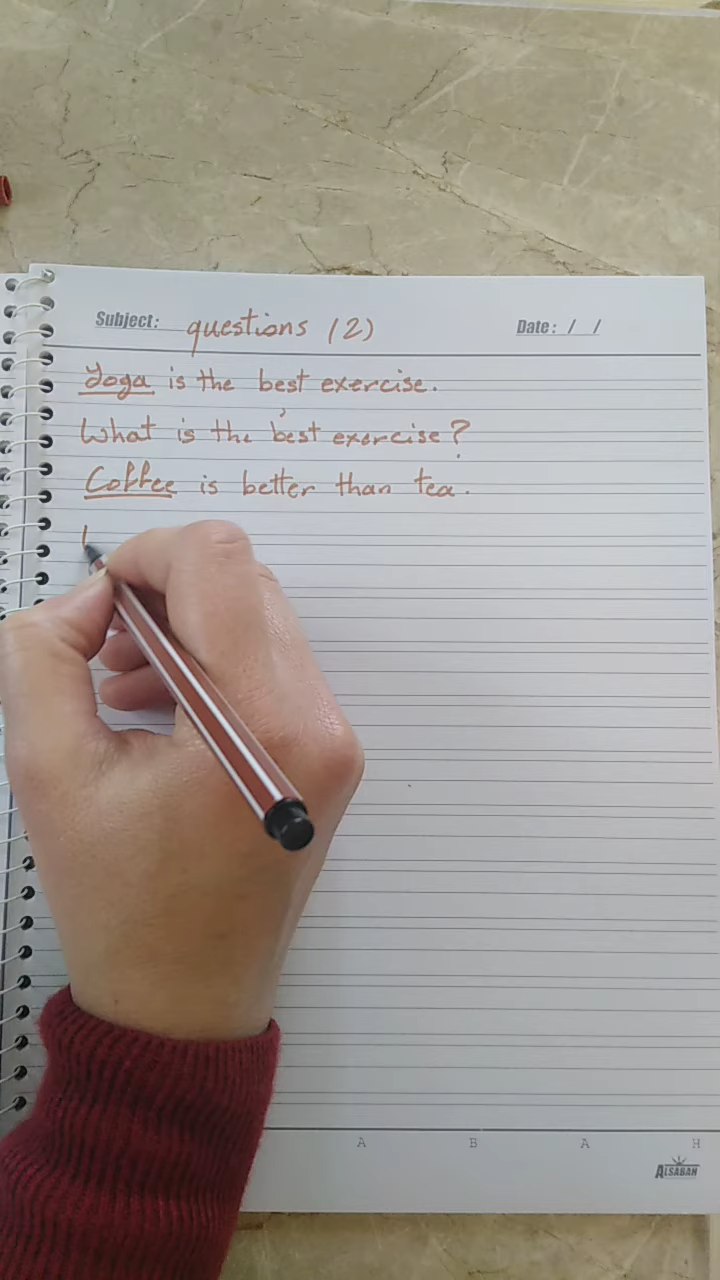 Subject: questions (2) Date: / /
Yoga is the best exercise.
What is the best exercise?
Coffee is better than tea.
A B A H
ALSABAH